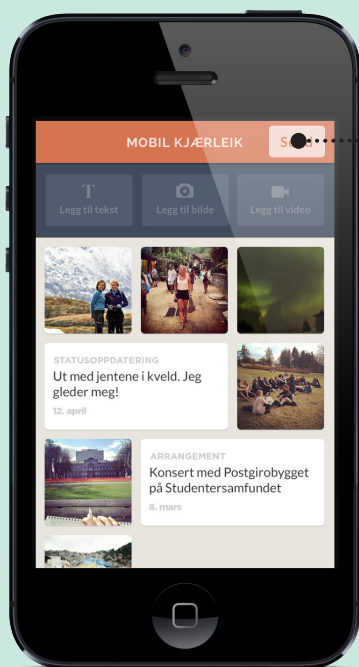 MOBIL KJÆRLEIK
Send
Legg til tekst
Legg til bilde
Legg til video
STATUSOPPDATERING
Ut med jentene i kveld. Jeg
gleder meg!
12. april
ARRANGEMENT
Konsert med Postgirobygget
på Studentersamfundet
8. mars